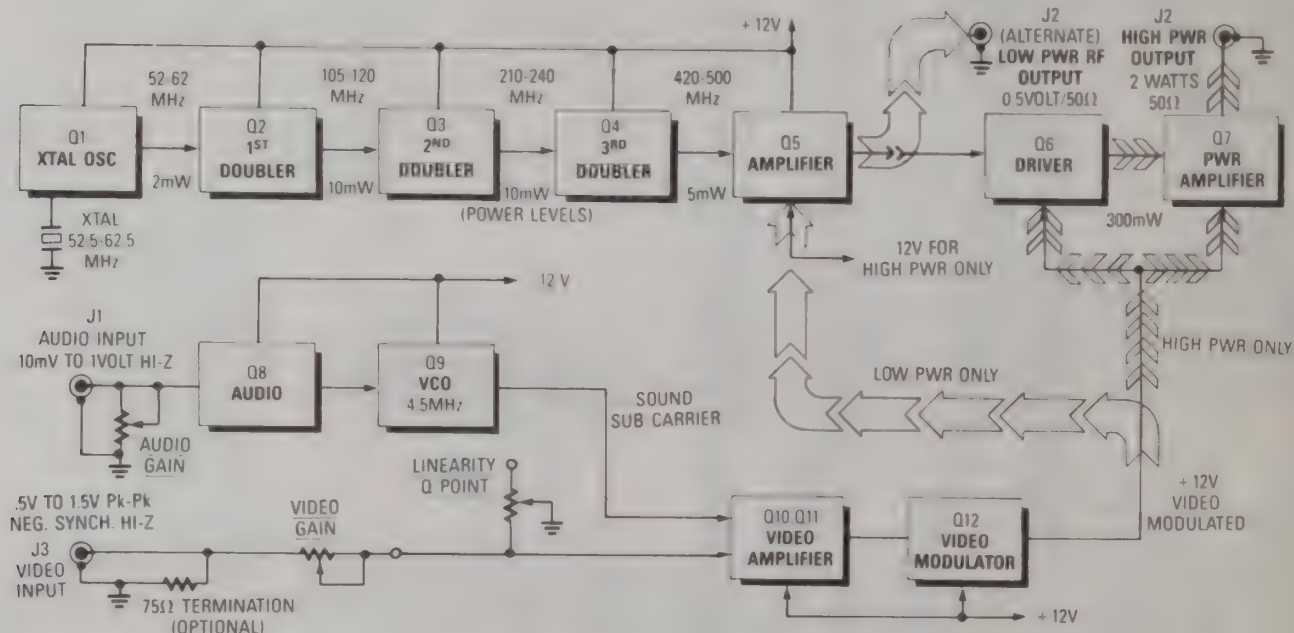 + 12V
J2
(ALTERNATE)
LOW PWR RF
OUTPUT
0.5VOLT/50Ω
J2
HIGH PWR
OUTPUT
2 WATTS
50Ω
52-62
MHz
105-120
MHz
210-240
MHz
420-500
MHz
Q1
XTAL OSC
Q2
1ST
DOUBLER
Q3
2ND
DOUBLER
Q4
3RD
DOUBLER
Q5
AMPLIFIER
Q6
DRIVER
Q7
PWR
AMPLIFIER
2mW
10mW
10mW
5mW
(POWER LEVELS)
300mW
XTAL
52.5-62.5
MHz
12V FOR
HIGH PWR ONLY
12 V
J1
AUDIO INPUT
10mV TO 1VOLT HI-Z
Q8
AUDIO
Q9
VCO
4.5MHz
HIGH PWR ONLY
LOW PWR ONLY
SOUND
SUB CARRIER
AUDIO
GAIN
LINEARITY
Q POINT
.5V TO 1.5V Pk-Pk
NEG. SYNCH. HI-Z
J3
VIDEO
INPUT
VIDEO
GAIN
75Ω TERMINATION
(OPTIONAL)
Q10 Q11
VIDEO
AMPLIFIER
Q12
VIDEO
MODULATOR
+ 12V
VIDEO
MODULATED
+ 12V